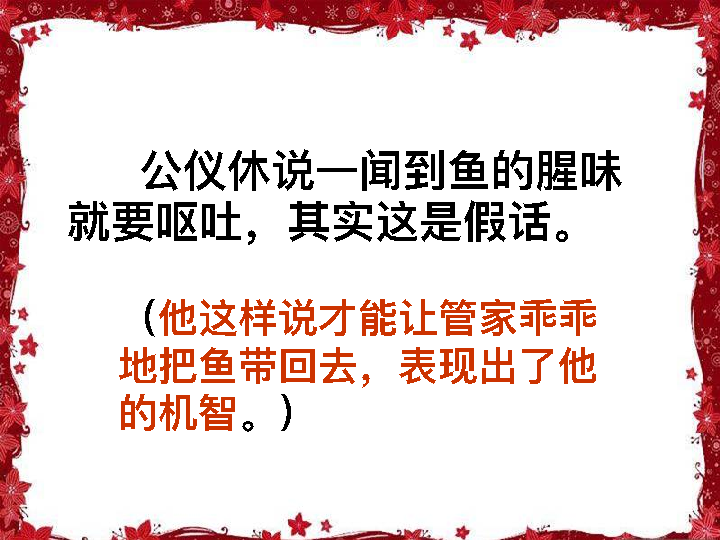 公仪休说一闻到鱼的腥味
就要呕吐，其实这是假话。
（他这样说才能让管家乖乖
地把鱼带回去，表现出了他
的机智。）